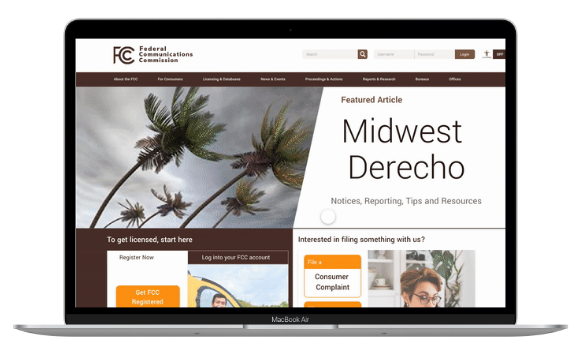 FCC
Federal
Communications
Commission
Search
Username
Password
Login
About the FCC
For Consumers
Licensing & Databases
News & Events
Proceedings & Actions
Reports & Research
Bureaus
Offices
Featured Article
Midwest
Derecho
Notices, Reporting, Tips and Resources
To get licensed, start here
Interested in filing something with us?
Register Now
Log into your FCC account
File a
Consumer
Complaint
Get FCC
Registered
MacBook Air